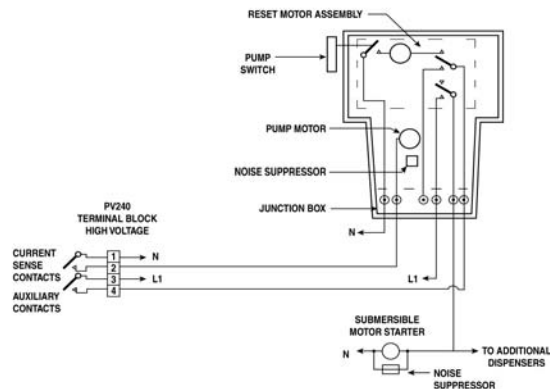 RESET MOTOR ASSEMBLY
PUMP
SWITCH
PUMP MOTOR
NOISE SUPPRESSOR
JUNCTION BOX
PV240
TERMINAL BLOCK
HIGH VOLTAGE
N
CURRENT
SENSE
CONTACTS
1
N
2
3
L1
L1
AUXILIARY
CONTACTS
4
SUBMERSIBLE
MOTOR STARTER
N
TO ADDITIONAL
DISPENSERS
NOISE
SUPPRESSOR